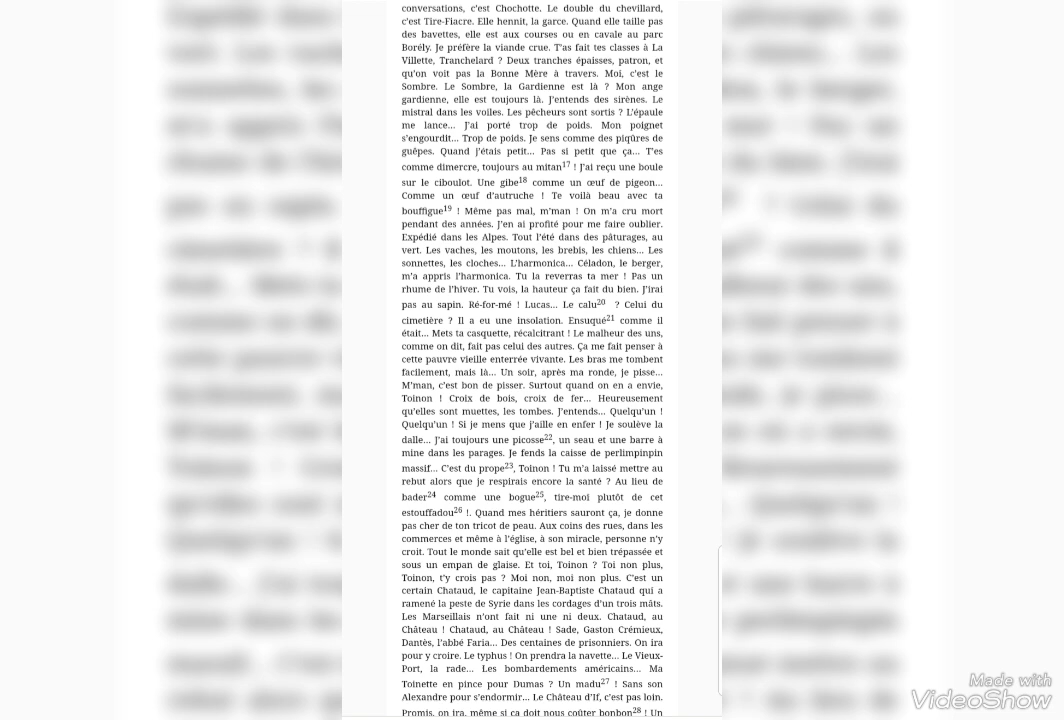 conversations, c’est Chochotte. Le double du chevillard,
c’est Tire-Fiacre. Elle hennit, la garce. Quand elle taille pas
des bavettes, elle est aux courses ou en cavale au parc
Borély. Je préfère la viande crue. T’as fait tes classes à La
Villette, Tranchelard ? Deux tranches épaisses, patron, et
qu’on voit pas la Bonne Mère à travers. Moi, c’est le
Sombre. Le Sombre, la Gardienne est là ? Mon ange
gardienne, elle est toujours là. J’entends des sirènes. Le
mistral dans les voiles. Les pêcheurs sont sortis ? L’épaule
me lance... J’ai porté trop de poids. Mon poignet
s’engourdit... Trop de poids. Je sens comme des piqûres de
guêpes. Quand j’étais petit... Pas si petit que ça... T’es
comme dimercre, toujours au mitan17 ! J’ai reçu une boule
sur le ciboulot. Une gibe18 comme un œuf de pigeon...
Comme un œuf d’autruche ! Te voilà beau avec ta
bouffigue19 ! Même pas mal, m’man ! On m’a cru mort
pendant des années. J’en ai profité pour me faire oublier.
Expédié dans les Alpes. Tout l’été dans des pâturages, au
vert. Les vaches, les moutons, les brebis, les chiens... Les
sonnettes, les cloches... L’harmonica... Céladon, le berger,
m’a appris l’harmonica. Tu la reverras ta mer ! Pas un
rhume de l’hiver. Tu vois, la hauteur ça fait du bien. J’irai
pas au sapin. Ré-for-mé ! Lucas... Le calu20 ? Celui du
cimetière ? Il a eu une insolation. Ensuqué21 comme il
était... Mets ta casquette, récalcitrant ! Le malheur des uns,
comme on dit, fait pas celui des autres. Ça me fait penser à
cette pauvre vieille enterrée vivante. Les bras me tombent
facilement, mais là... Un soir, après ma ronde, je pisse...
M’man, c’est bon de pisser. Surtout quand on en a envie,
Toinon ! Croix de bois, croix de fer... Heureusement
qu’elles sont muettes, les tombes. J’entends... Quelqu’un !
Quelqu’un ! Si je mens que j’aille en enfer ! Je soulève la
dalle... J’ai toujours une picosse22, un seau et une barre à
mine dans les parages. Je fends la caisse de perlimpinpin
massif... C’est du prope23, Toinon ! Tu m’a laissé mettre au
rebut alors que je respirais encore la santé ? Au lieu de
bader24 comme une bogue25, tire-moi plutôt de cet
estouffadou26 !. Quand mes héritiers sauront ça, je donne
pas cher de ton tricot de peau. Aux coins des rues, dans les
commerces et même à l’église, à son miracle, personne n’y
croit. Tout le monde sait qu’elle est bel et bien trépassée et
sous un empan de glaise. Et toi, Toinon ? Toi non plus,
Toinon, t’y crois pas ? Moi non, moi non plus. C’est un
certain Chataud, le capitaine Jean-Baptiste Chataud qui a
ramené la peste de Syrie dans les cordages d’un trois mâts.
Les Marseillais n’ont fait ni une ni deux. Chataud, au
Château ! Chataud, au Château ! Sade, Gaston Crémieux,
Dantès, l’abbé Faria... Des centaines de prisonniers. On ira
pour y croire. Le typhus ! On prendra la navette... Le Vieux-
Port, la rade... Les bombardements américains... Ma
Toinette en pince pour Dumas ? Un madu27 ! Sans son
Alexandre pour s’endormir... Le Château d’If, c’est pas loin.
Promis, on ira, même si ça doit nous coûter bonbon28 ! Un
Made with
VideoShow